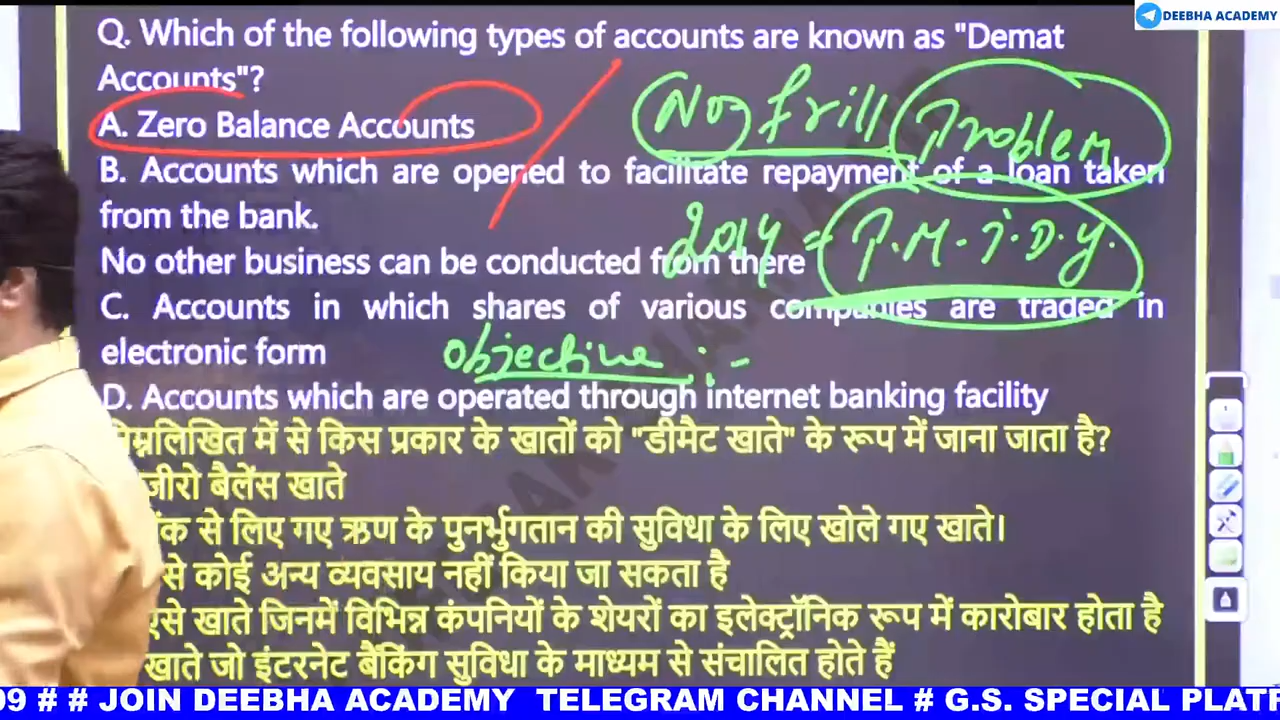 DEEBHA ACADEMY
Q. Which of the following types of accounts are known as "Demat
Accounts"?
A. Zero Balance Accounts
No frill Problem
B. Accounts which are opened to facilitate repayment of a loan taken
from the bank.
2014 = P.M.J.D.Y.
No other business can be conducted from there
C. Accounts in which shares of various companies are traded in
electronic form
objective :-
D. Accounts which are operated through internet banking facility
निम्नलिखित में से किस प्रकार के खातों को "डीमैट खाते" के रूप में जाना जाता है?
जीरो बैलेंस खाते
से लिए गए ऋण के पुनर्भुगतान की सुविधा के लिए खोले गए खाते।
से कोई अन्य व्यवसाय नहीं किया जा सकता है
ऐसे खाते जिनमें विभिन्न कंपनियों के शेयरों का इलेक्ट्रॉनिक रूप में कारोबार होता है
खाते जो इंटरनेट बैंकिंग सुविधा के माध्यम से संचालित होते हैं
09 # # JOIN DEEBHA ACADEMY TELEGRAM CHANNEL # G.S. SPECIAL PLATF